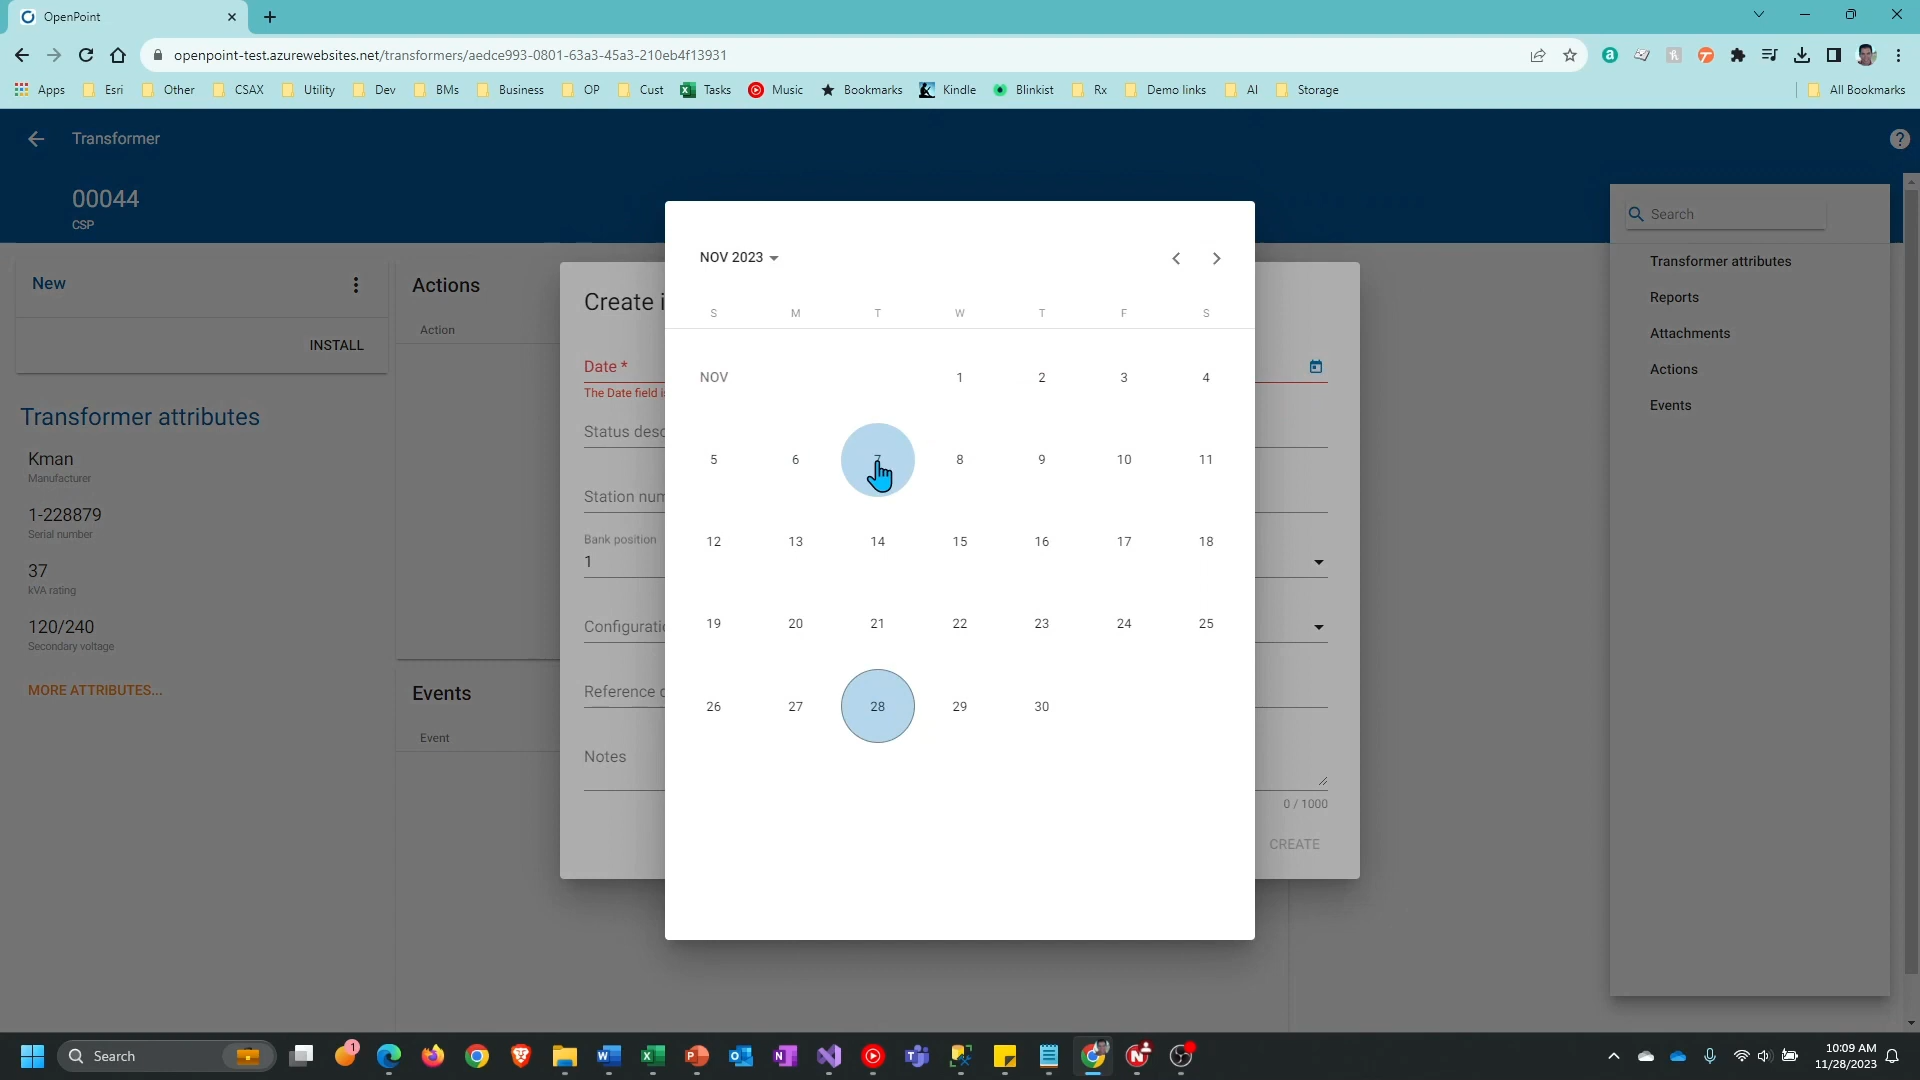 OpenPoint
openpoint-test.azurewebsites.net/transformers/aedce993-0801-63a3-45a3-210eb4f13931
Apps Esri Other CSAX Utility Dev BMs Business OP Cust Tasks Music Bookmarks Kindle Blinkist Rx Demo links AI Storage All Bookmarks
Transformer
00044
CSP
New
INSTALL
Transformer attributes
Kman
Manufacturer
1-228879
Serial number
37
kVA rating
120/240
Secondary voltage
MORE ATTRIBUTES...
Actions
Action
Events
Event
Create i
Date *
The Date field i
Status desc
Station num
Bank position
1
Configurati
Reference
Notes
0 / 1000
CREATE
NOV 2023
S M T W T F S
NOV 1 2 3 4
5 6 7 8 9 10 11
12 13 14 15 16 17 18
19 20 21 22 23 24 25
26 27 28 29 30
Search
Transformer attributes
Reports
Attachments
Actions
Events
Search
1
10:09 AM
11/28/2023